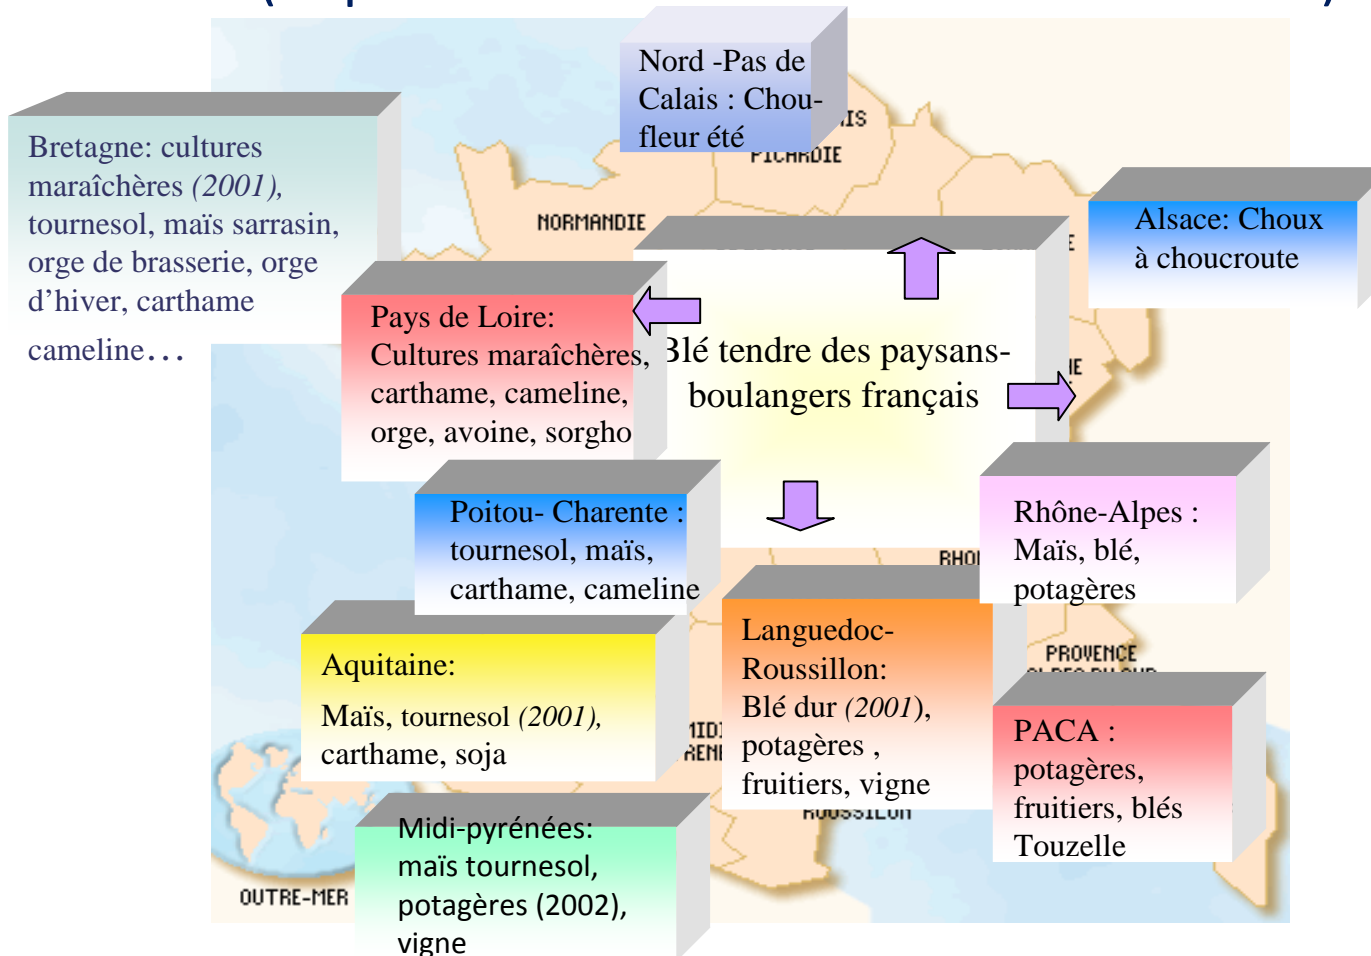 Nord -Pas de
Calais : Chou-
fleur été
PICARDIE
NORMANDIE
Bretagne: cultures
maraîchères (2001),
tournesol, maïs sarrasin,
orge de brasserie, orge
d’hiver, carthame
cameline…
Alsace: Choux
à choucroute
Pays de Loire:
Cultures maraîchères,
carthame, cameline,
orge, avoine, sorgho
Blé tendre des paysans-
boulangers français
Poitou- Charente :
tournesol, maïs,
carthame, cameline
Rhône-Alpes :
Maïs, blé,
potagères
Aquitaine:
Maïs, tournesol (2001),
carthame, soja
Languedoc-
Roussillon:
Blé dur (2001),
potagères ,
fruitiers, vigne
PROVENCE
PACA :
potagères,
fruitiers, blés
Touzelle
ROUSSILON
Midi-pyrénées:
maïs tournesol,
potagères (2002),
vigne
OUTRE-MER